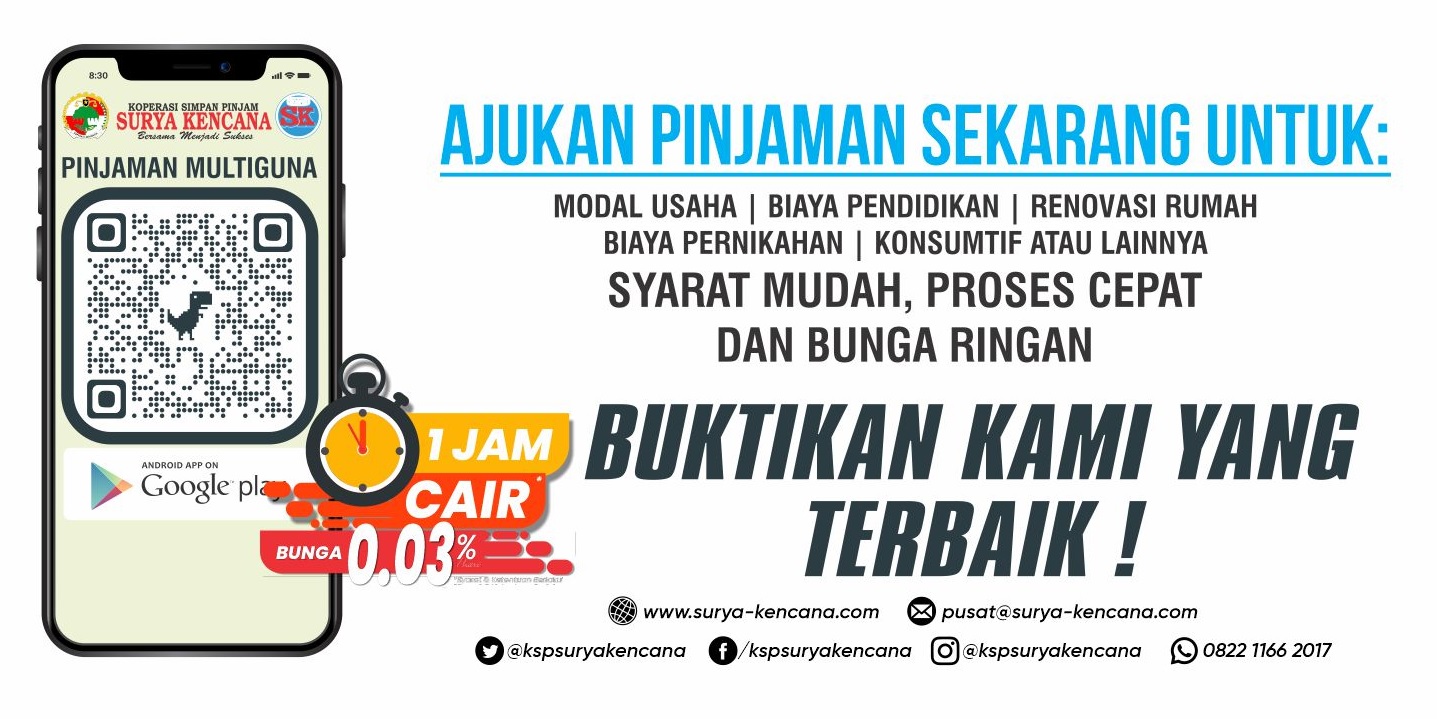 8:30
KOPERASI SIMPAN PINJAM
SURYA KENCANA
Bersama Menjadi Sukses
SK
PINJAMAN MULTIGUNA
ANDROID APP ON
Google play
1 JAM
CAIR*
BUNGA 0.03%
AJUKAN PINJAMAN SEKARANG UNTUK:
MODAL USAHA | BIAYA PENDIDIKAN | RENOVASI RUMAH
BIAYA PERNIKAHAN | KONSUMTIF ATAU LAINNYA
SYARAT MUDAH, PROSES CEPAT
DAN BUNGA RINGAN
BUKTIKAN KAMI YANG
TERBAIK !
www.surya-kencana.com pusat@surya-kencana.com
@kspsuryakencana /kspsuryakencana @kspsuryakencana 0822 1166 2017